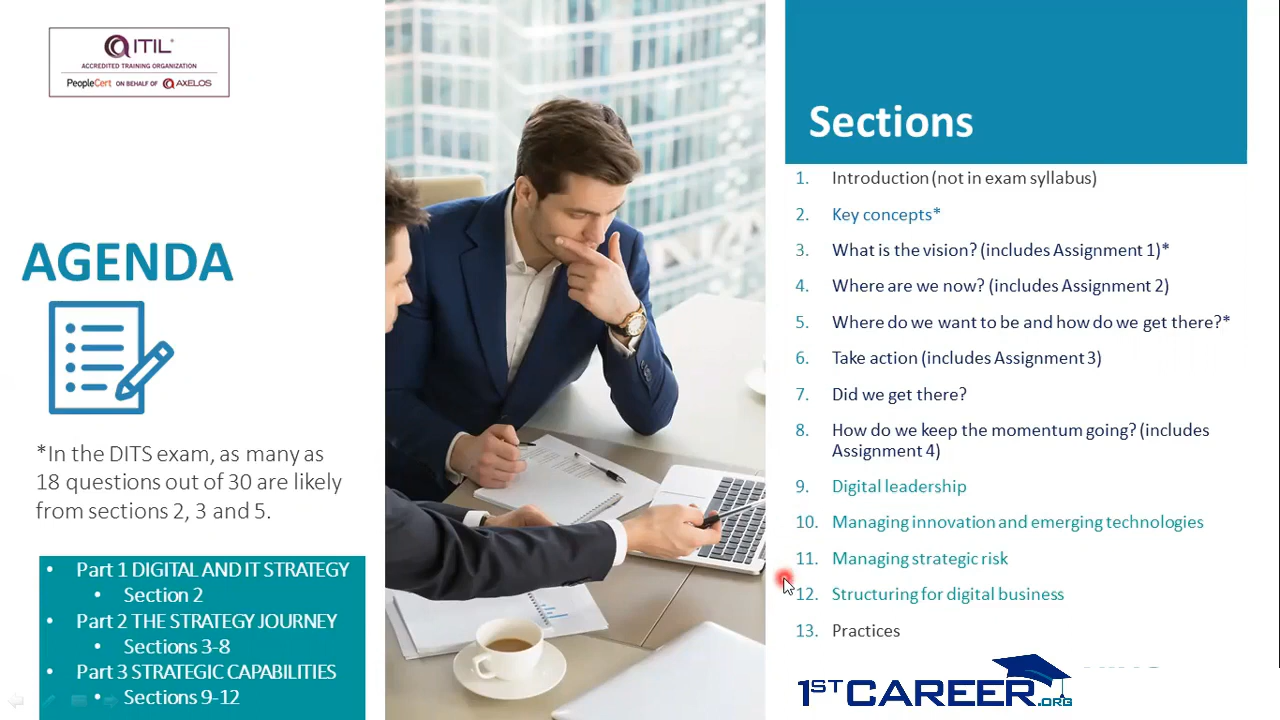 ITIL®
ACCREDITED TRAINING ORGANIZATION
PeopleCert ON BEHALF OF AXELOS
AGENDA
*In the DITS exam, as many as
18 questions out of 30 are likely
from sections 2, 3 and 5.
• Part 1 DIGITAL AND IT STRATEGY
• Section 2
• Part 2 THE STRATEGY JOURNEY
• Sections 3-8
• Part 3 STRATEGIC CAPABILITIES
• Sections 9-12
Sections
1. Introduction (not in exam syllabus)
2. Key concepts*
3. What is the vision? (includes Assignment 1)*
4. Where are we now? (includes Assignment 2)
5. Where do we want to be and how do we get there?*
6. Take action (includes Assignment 3)
7. Did we get there?
8. How do we keep the momentum going? (includes
Assignment 4)
9. Digital leadership
10. Managing innovation and emerging technologies
11. Managing strategic risk
12. Structuring for digital business
13. Practices
1ST CAREER.ORG